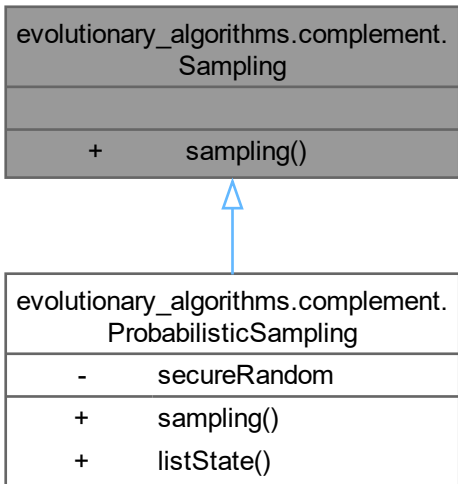 evolutionary_algorithms.complement.
Sampling
+ sampling()
evolutionary_algorithms.complement.
ProbabilisticSampling
- secureRandom
+ sampling()
+ listState()